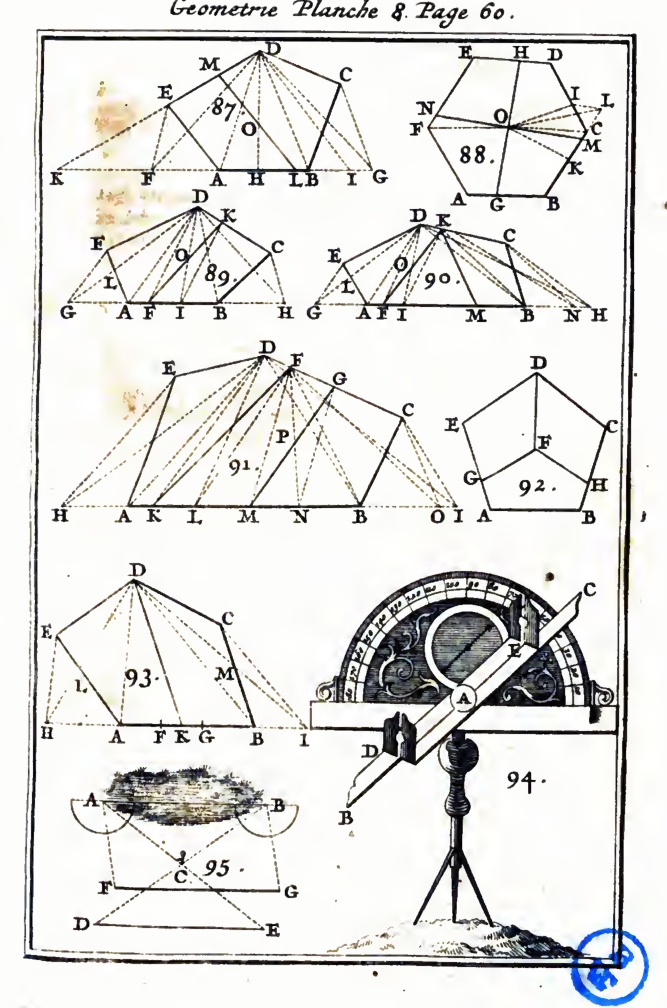 Geometrie Planche 8. Page 60.
D
M
C
E
87
O
K F A H L B I G
E H D
I
L
N
O
F
C
M
88.
K
A G B
D
K
F
C
O
89.
L
G A F I B H
D K
C
E
O
90.
L
G A F I M B N H
D
F
E
G
C
P
91.
H A K L M N B O I
D
E
C
F
G
92.
H
A B
D
C
E
M
L
93.
H A F K G B I
C
E
A
D
94.
B
A B
95.
C
F G
D E